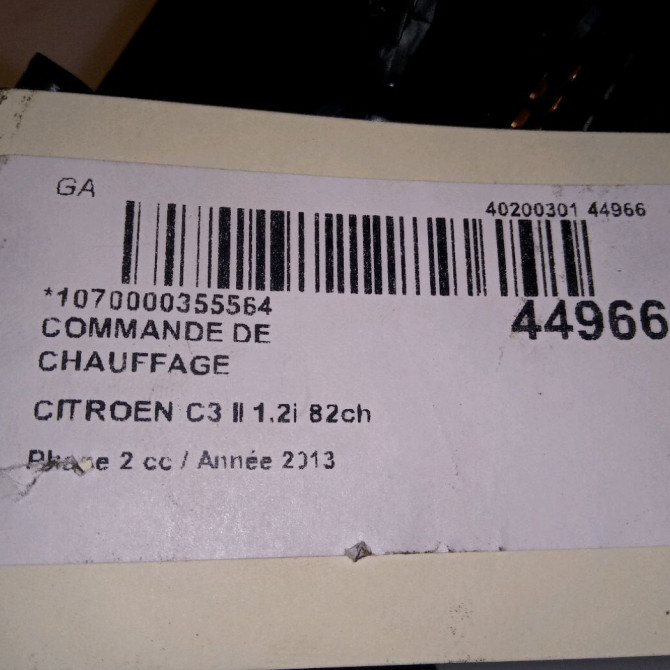 GA
40200301 44966
*1070000355564
44966
COMMANDE DE
CHAUFFAGE
CITROEN C3 II 1.2i 82ch
Phase 2 cc / Année 2013